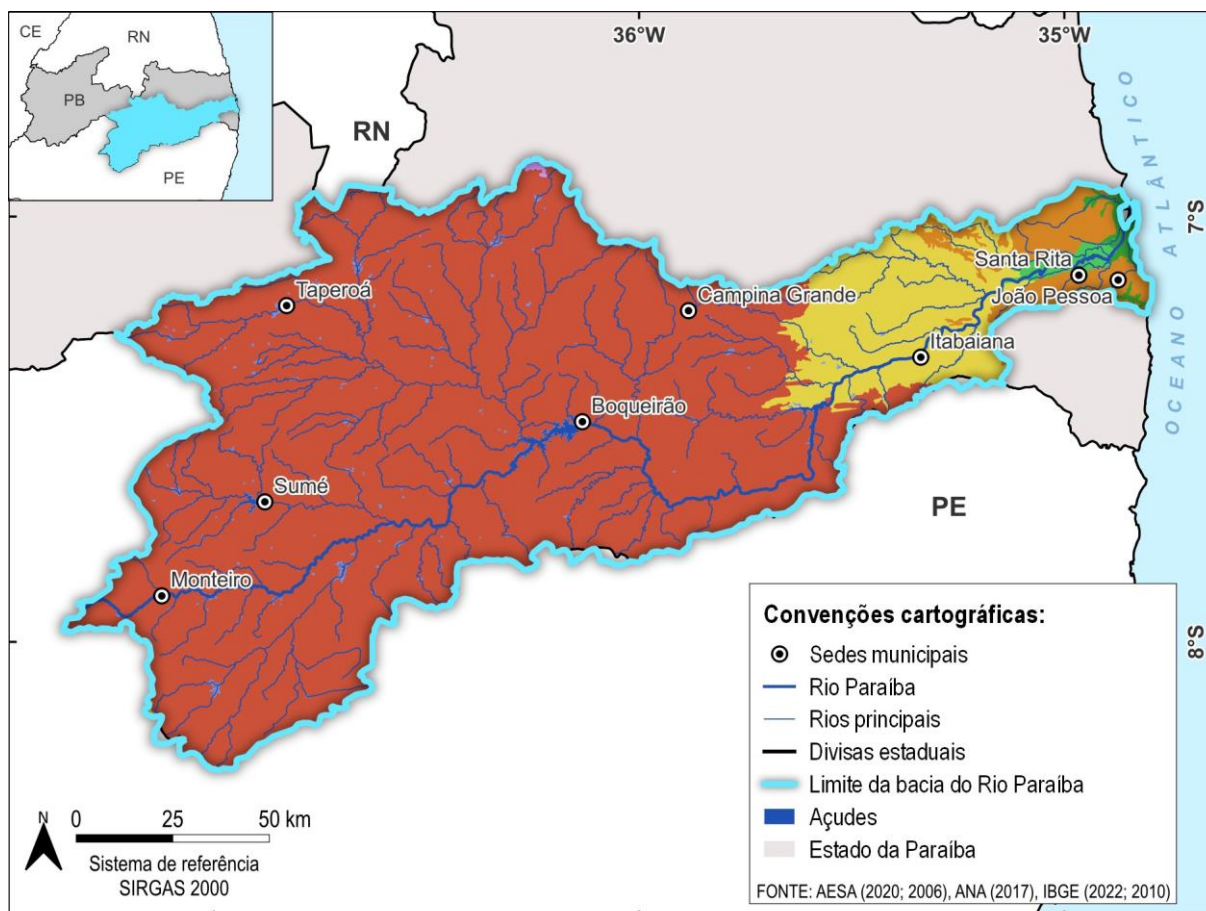 CE
RN
PB
PE
36°W
35°W
RN
OCEANO ATLÂNTICO
7°S
Santa Rita
Taperoá
João Pessoa
Campina Grande
Itabaiana
Boqueirão
Sumé
PE
Monteiro
8°S
Convenções cartográficas:
Sedes municipais
Rio Paraíba
Rios principais
Divisas estaduais
Limite da bacia do Rio Paraíba
Açudes
Estado da Paraíba
FONTE: AESA (2020; 2006), ANA (2017), IBGE (2022; 2010)
N
0 25 50 km
Sistema de referência
SIRGAS 2000